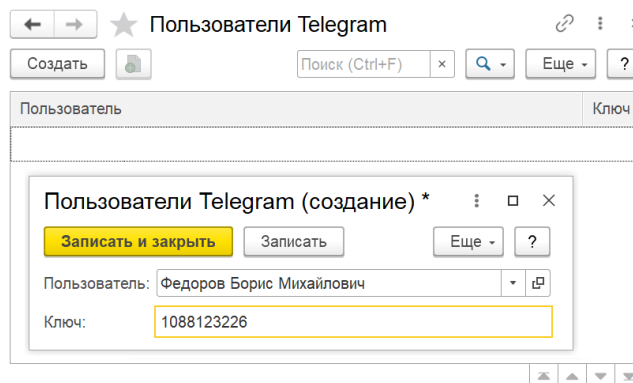 Пользователи Telegram
Создать Поиск (Ctrl+F) × Еще ?
Пользователь Ключ
Пользователи Telegram (создание) *
Записать и закрыть Записать Еще ?
Пользователь: Федоров Борис Михайлович
Ключ: 1088123226